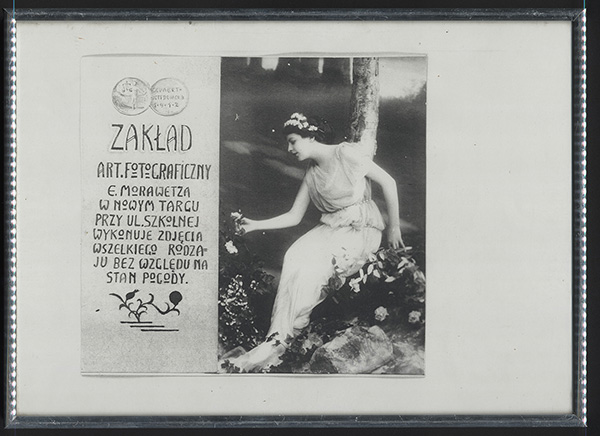 ZAKŁAD
ART. FOTOGRAFICZNY
E. MORAWETZA
W NOWYM TARGU
PRZY UL. SZKOLNEJ
WYKONUJE ZDJĘCIA
WSZELKIEGO RODZA-
JU BEZ WZGLĘDU NA
STAN POGODY.